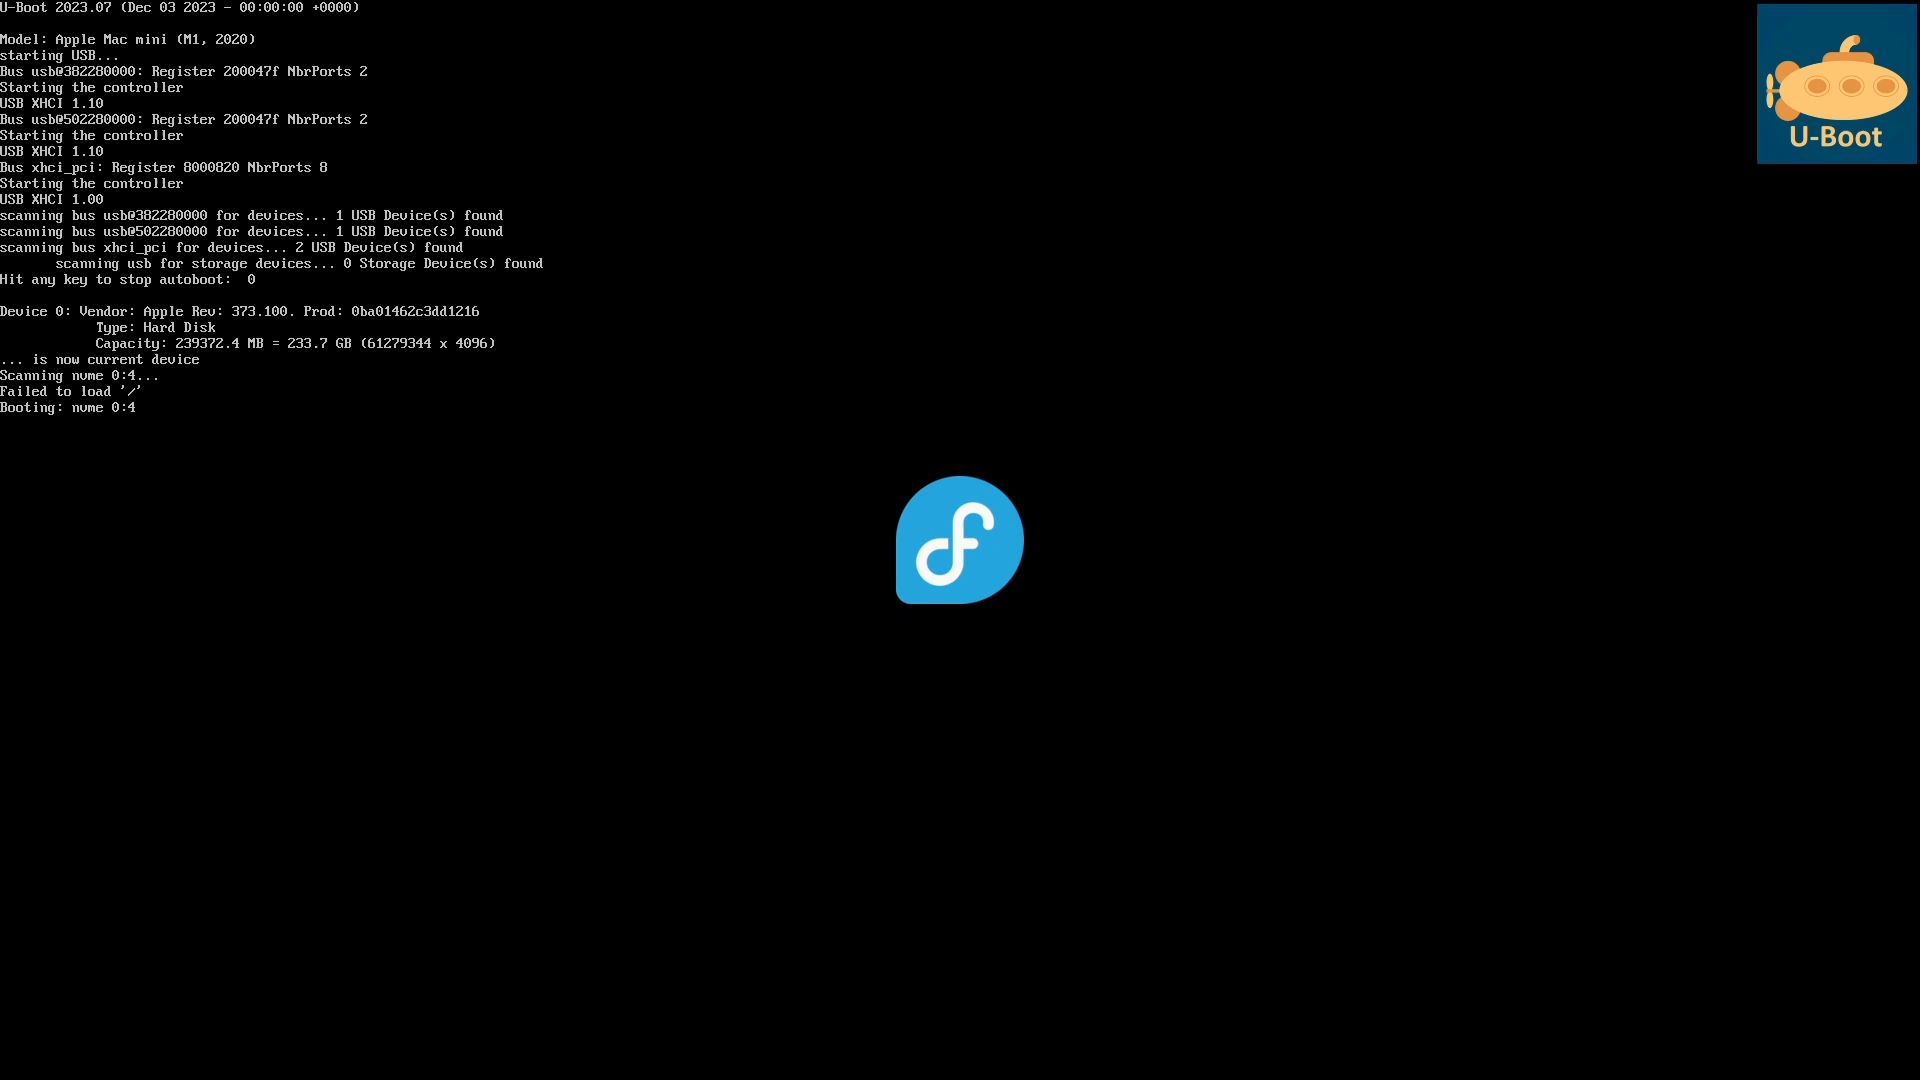 U-Boot 2023.07 (Dec 03 2023 - 00:00:00 +0000)
Model: Apple Mac mini (M1, 2020)
starting USB...
Bus usb@382280000: Register 200047f NbrPorts 2
Starting the controller
USB XHCI 1.10
Bus usb@502280000: Register 200047f NbrPorts 2
Starting the controller
USB XHCI 1.10
Bus xhci_pci: Register 8000820 NbrPorts 8
Starting the controller
USB XHCI 1.00
scanning bus usb@382280000 for devices... 1 USB Device(s) found
scanning bus usb@502280000 for devices... 1 USB Device(s) found
scanning bus xhci_pci for devices... 2 USB Device(s) found
scanning usb for storage devices... 0 Storage Device(s) found
Hit any key to stop autoboot:  0
Device 0: Vendor: Apple Rev: 373.100. Prod: 0ba01462c3dd1216
Type: Hard Disk
Capacity: 239372.4 MB = 233.7 GB (61279344 x 4096)
... is now current device
Scanning nvme 0:4...
Failed to load '/'
Booting: nvme 0:4
U-Boot